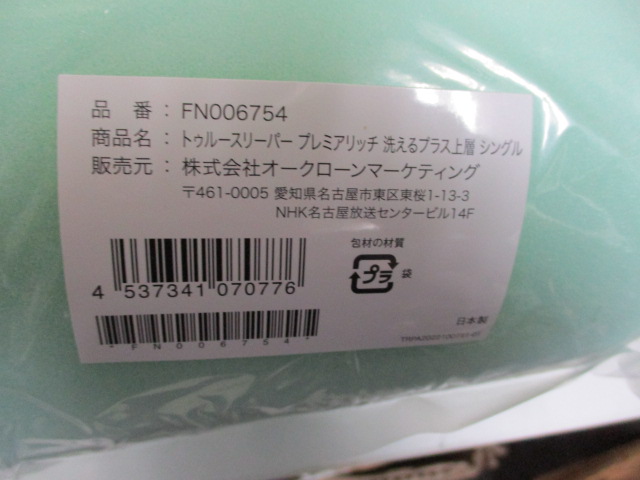 品　番：FN006754
商品名：トゥルースリーパー プレミアリッチ 洗えるプラス上層 シングル
販売元：株式会社オークローンマーケティング
〒461-0005 愛知県名古屋市東区東桜1-13-3
NHK名古屋放送センタービル14F
包材の材質
プラ 袋
4 537341 070776
-FN006754-
日本製